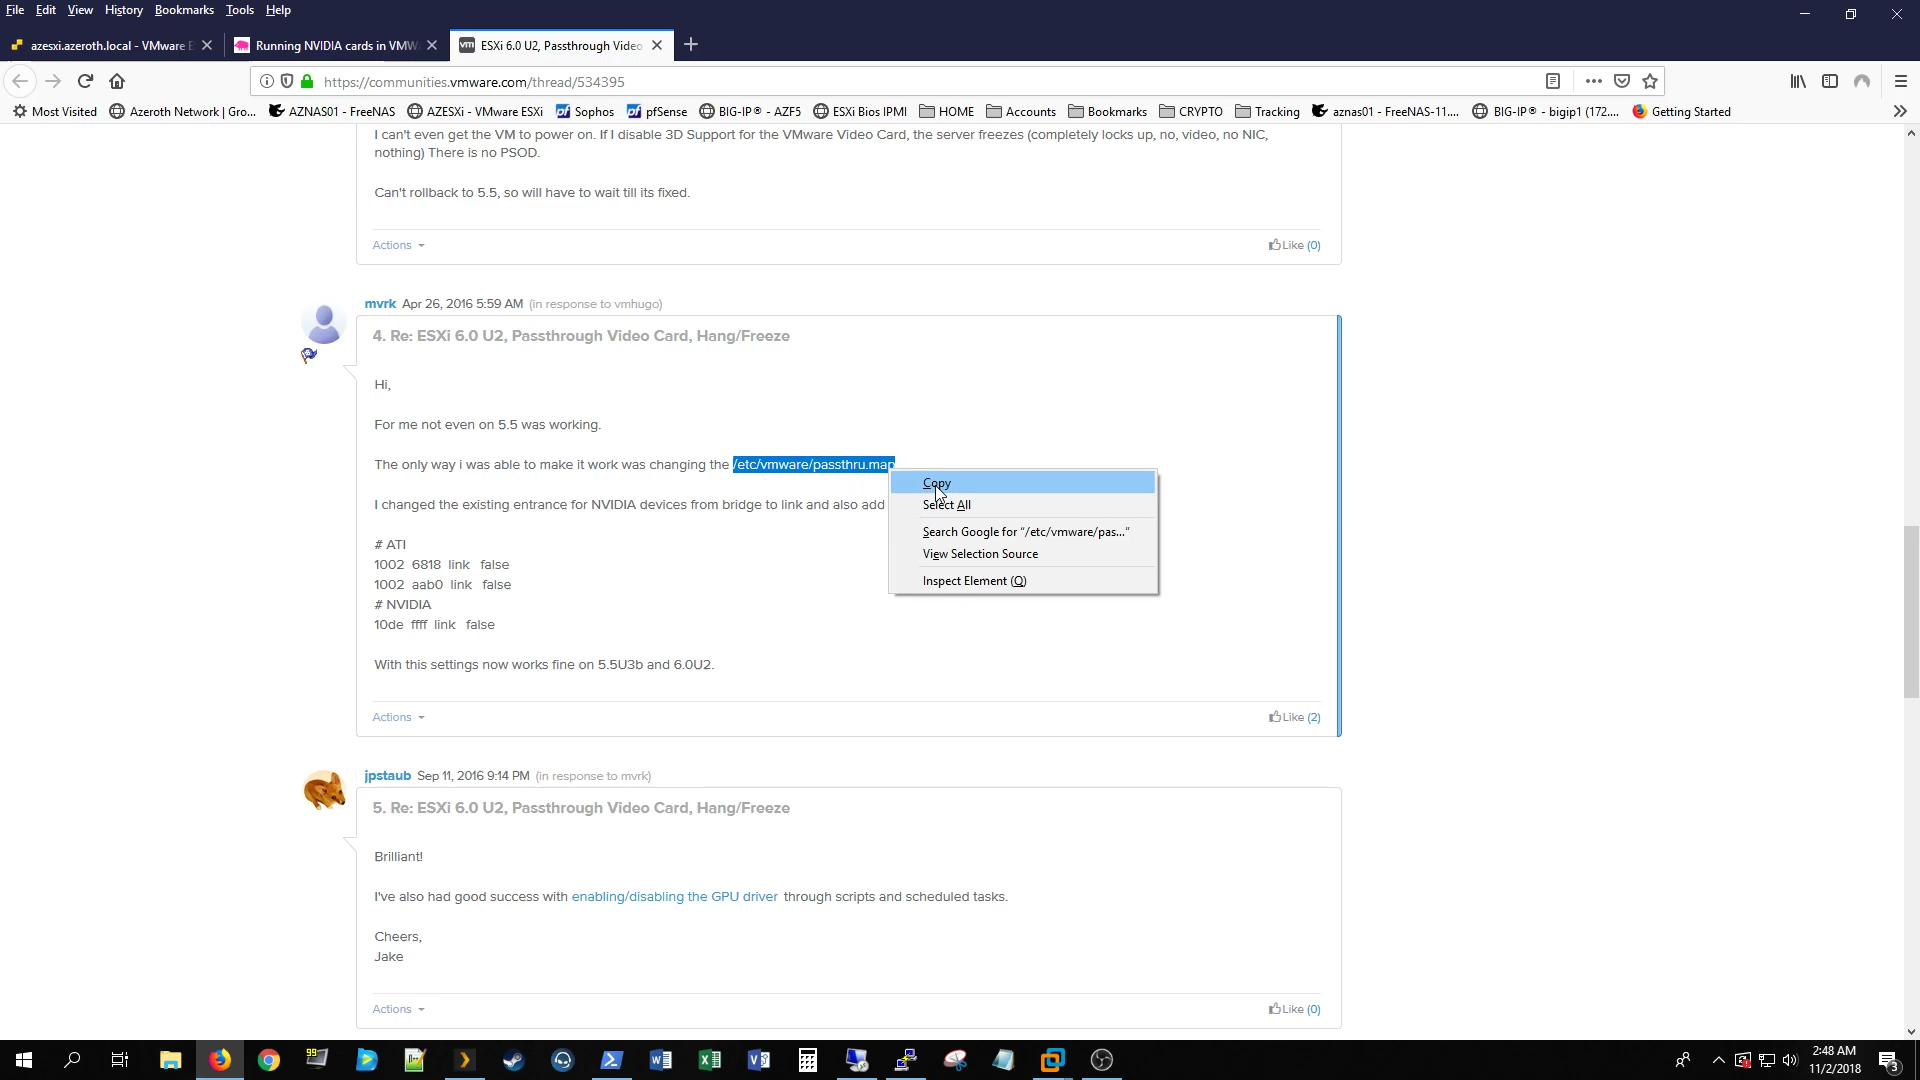 File Edit View History Bookmarks Tools Help
azesxi.azeroth.local - VMware E
Running NVIDIA cards in VMW
ESXi 6.0 U2, Passthrough Video
https://communities.vmware.com/thread/534395
Most Visited Azeroth Network | Gro... AZNAS01 - FreeNAS AZESXi - VMware ESXi Sophos pfSense BIG-IP® - AZF5 ESXi Bios IPMI HOME Accounts Bookmarks CRYPTO Tracking aznas01 - FreeNAS-11.... BIG-IP® - bigip1 (172.... Getting Started
I can't even get the VM to power on. If I disable 3D Support for the VMware Video Card, the server freezes (completely locks up, no, video, no NIC,
nothing) There is no PSOD.
Can't rollback to 5.5, so will have to wait till its fixed.
Actions Like (0)
mvrk Apr 26, 2016 5:59 AM (in response to vmhugo)
4. Re: ESXi 6.0 U2, Passthrough Video Card, Hang/Freeze
Hi,
For me not even on 5.5 was working.
The only way i was able to make it work was changing the /etc/vmware/passthru.map
I changed the existing entrance for NVIDIA devices from bridge to link and also add
# ATI
1002 6818 link false
1002 aab0 link false
# NVIDIA
10de ffff link false
With this settings now works fine on 5.5U3b and 6.0U2.
Actions Like (2)
Copy
Select All
Search Google for "/etc/vmware/pas..."
View Selection Source
Inspect Element (Q)
jpstaub Sep 11, 2016 9:14 PM (in response to mvrk)
5. Re: ESXi 6.0 U2, Passthrough Video Card, Hang/Freeze
Brilliant!
I've also had good success with enabling/disabling the GPU driver through scripts and scheduled tasks.
Cheers,
Jake
Actions Like (0)
2:48 AM
11/2/2018
3